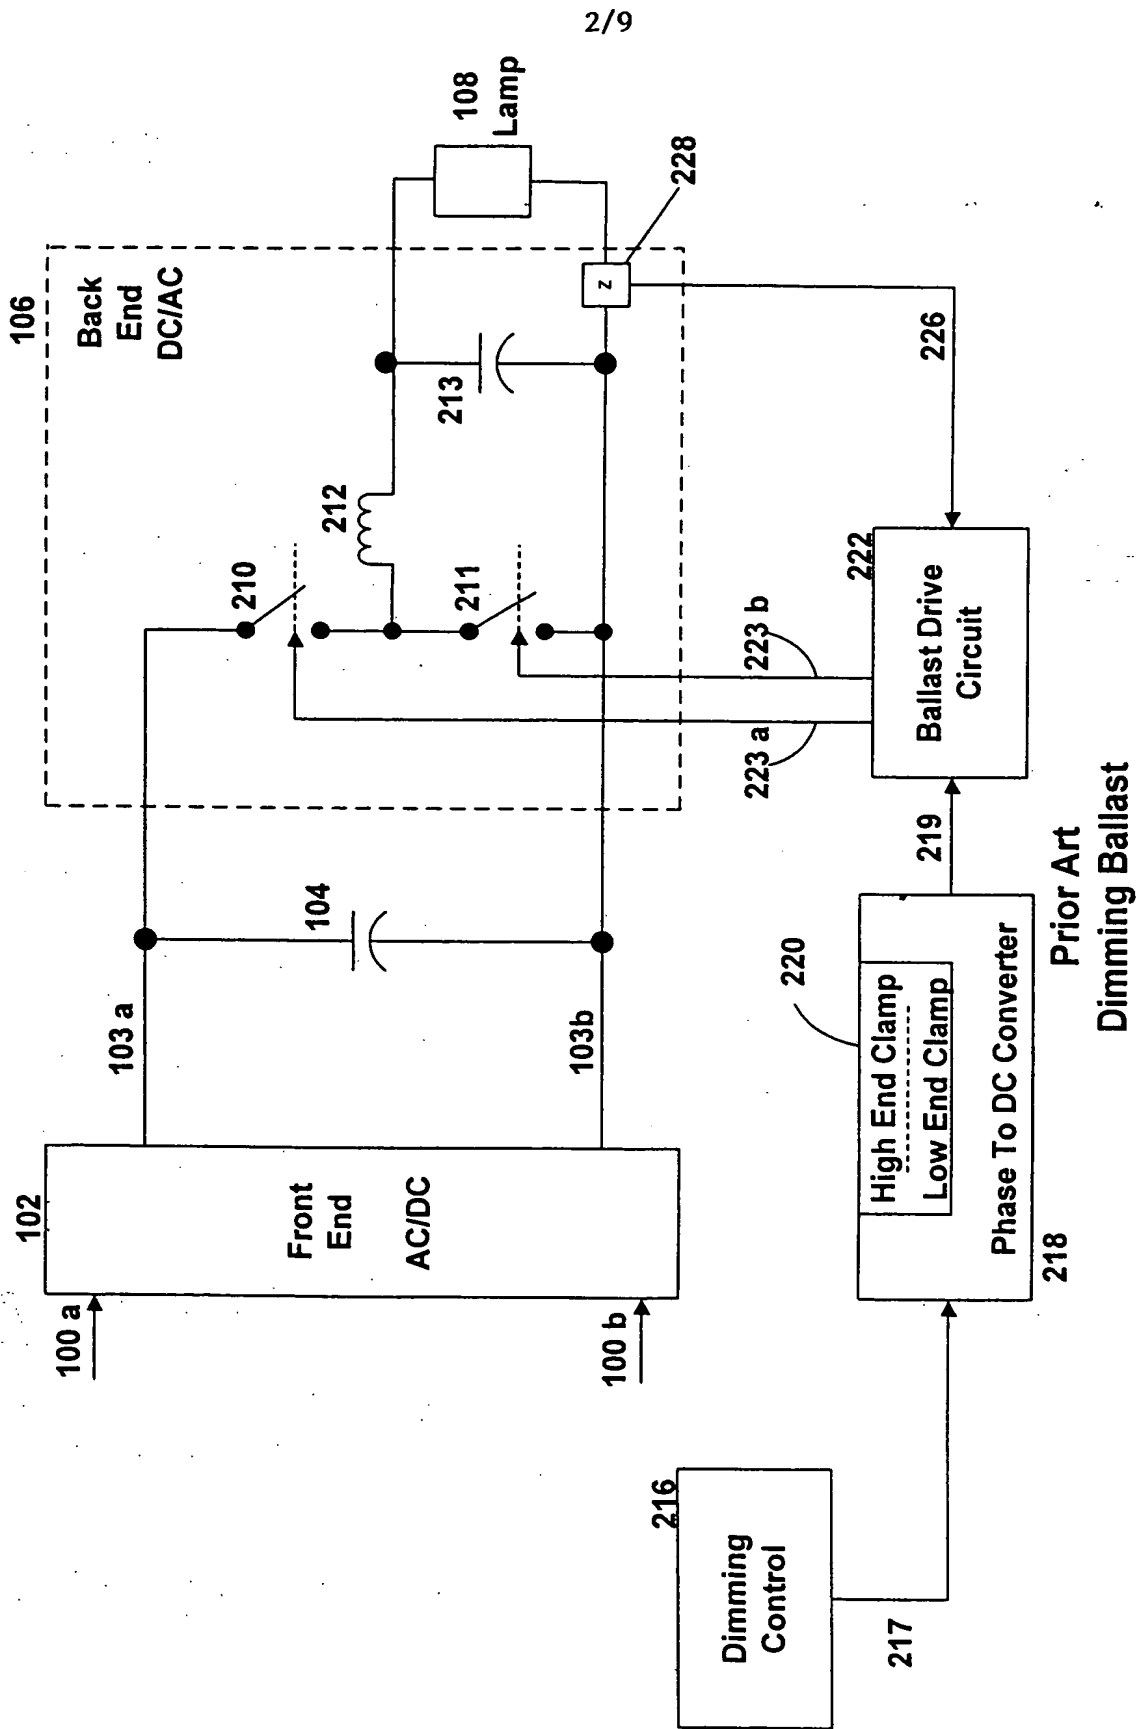 2/9
106
Back
End
DC/AC
108
Lamp
228
z
213
212
210
211
226
222
Ballast Drive
Circuit
223 b
223 a
219
104
103 a
103b
102
Front
End
AC/DC
100 a
100 b
220
High End Clamp
Low End Clamp
Phase To DC Converter
218
216
Dimming
Control
217
Prior Art
Dimming Ballast